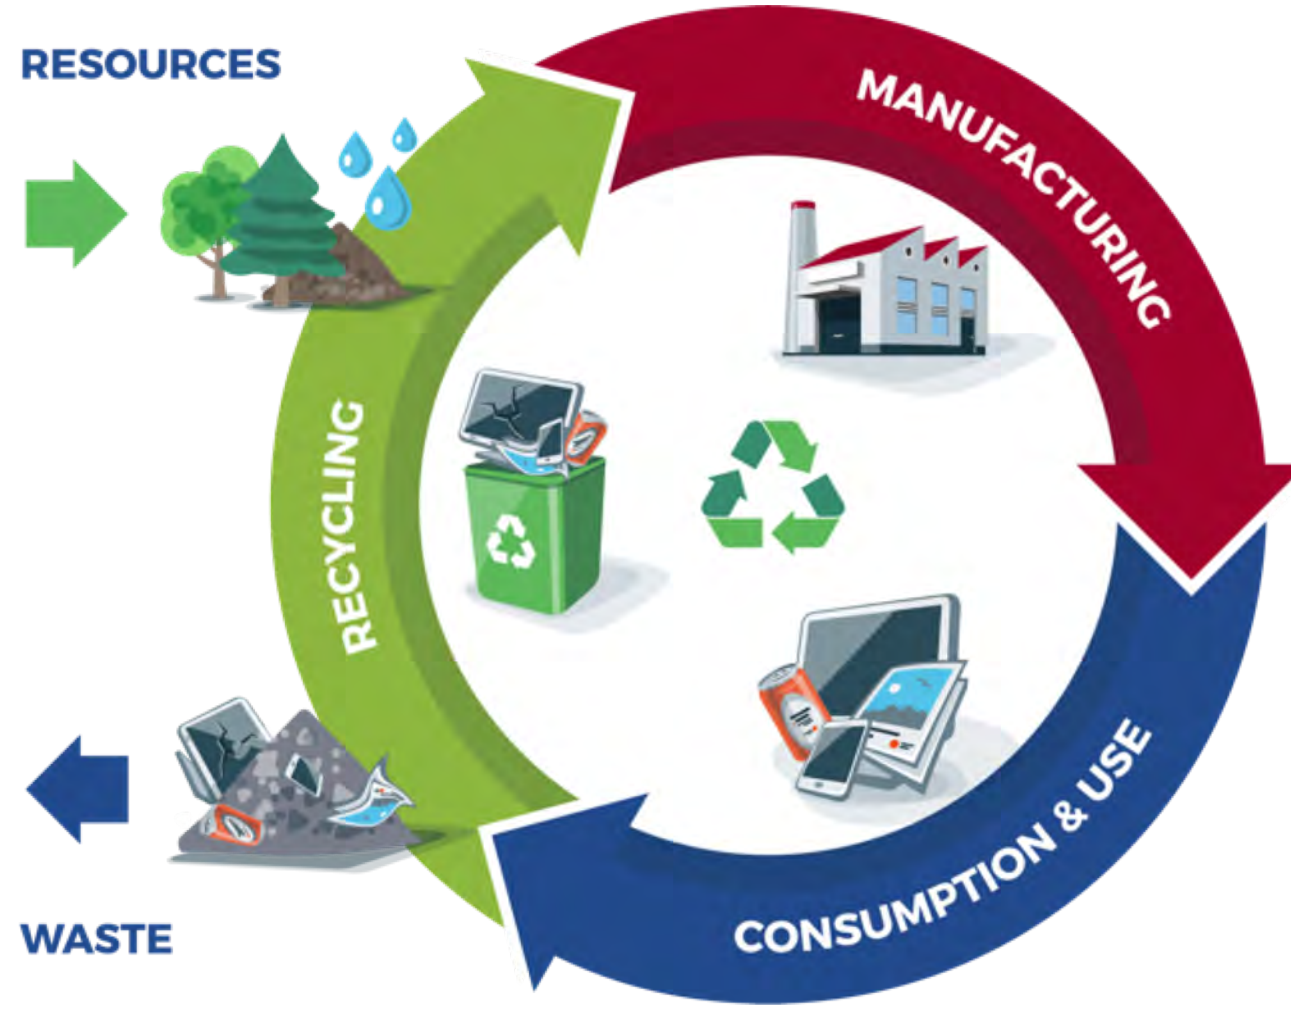 RESOURCES
MANUFACTURING
RECYCLING
CONSUMPTION & USE
WASTE